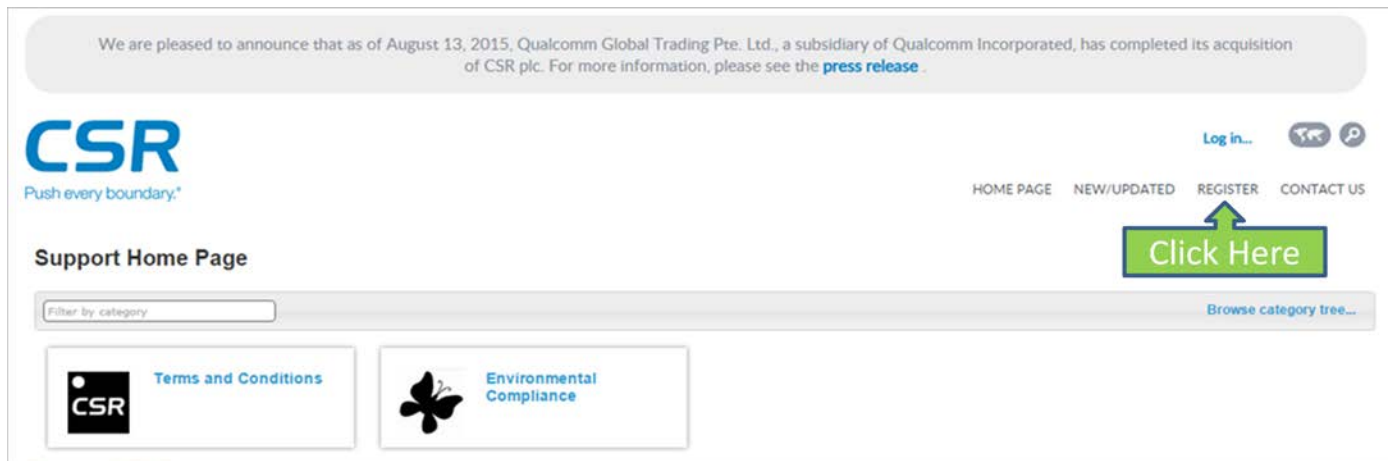 We are pleased to announce that as of August 13, 2015, Qualcomm Global Trading Pte. Ltd., a subsidiary of Qualcomm Incorporated, has completed its acquisition
of CSR plc. For more information, please see the press release .
CSR
Push every boundary.®
Log in...
HOME PAGE NEW/UPDATED REGISTER CONTACT US
Click Here
Support Home Page
Filter by category
Browse category tree...
CSR
Terms and Conditions
Environmental
Compliance